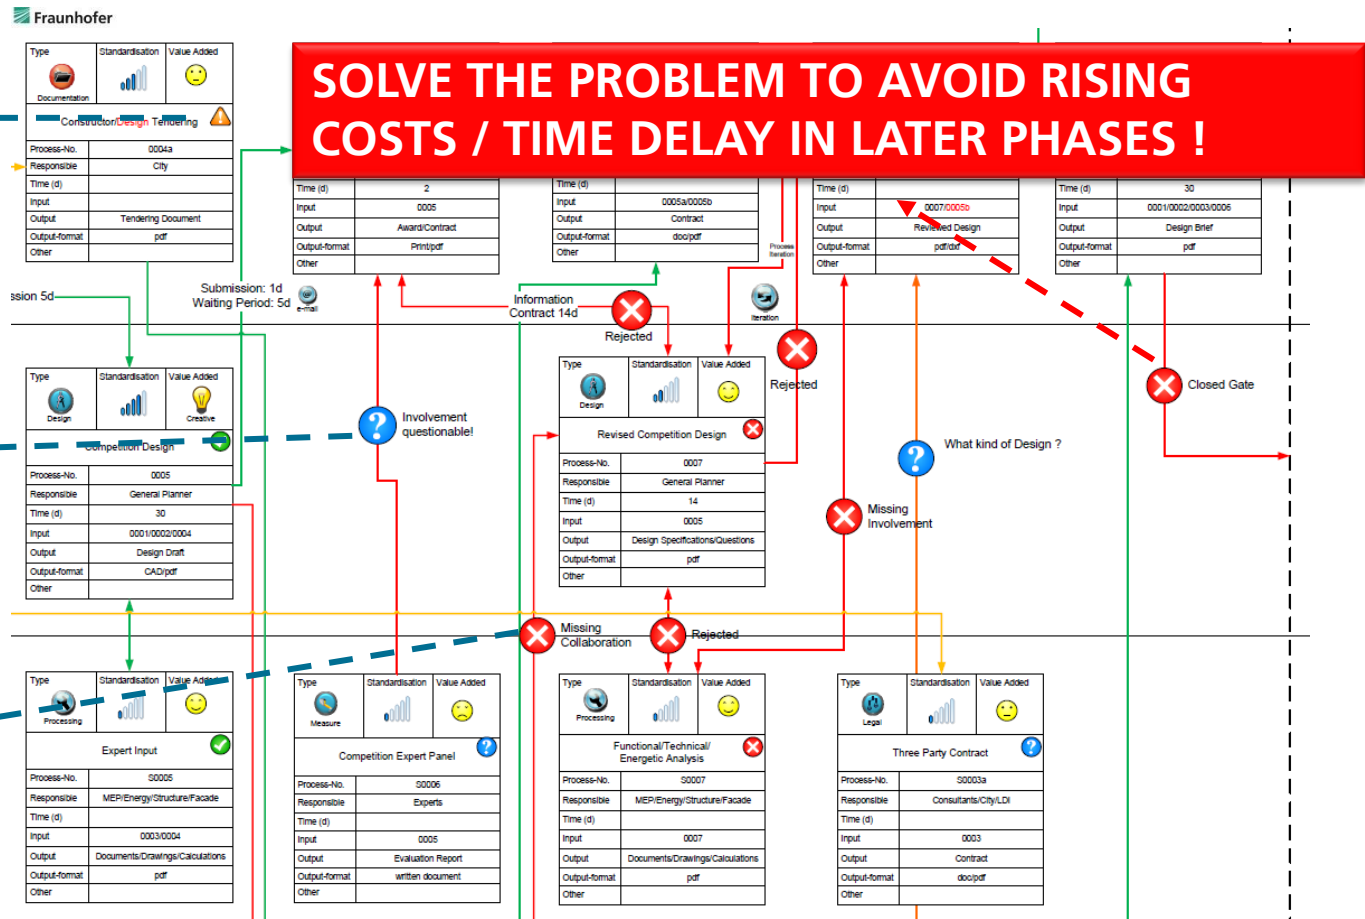 Fraunhofer
SOLVE THE PROBLEM TO AVOID RISING
COSTS / TIME DELAY IN LATER PHASES !
Type Standardisation Value Added
Documentation
Constructor/Design Tendering
Process-No. 0004a
Responsible City
Time (d)
Input
Output Tendering Document
Output-format pdf
Other
Time (d) 2
Input 0005
Output Award/Contract
Output-format Print/pdf
Other
Time (d)
Input 0005a/0005b
Output Contract
Output-format doc/pdf
Other
Process
Iteration
Time (d)
Input 0007/0005b
Output Reviewed Design
Output-format pdf/dxf
Other
Time (d) 30
Input 0001/0002/0003/0006
Output Design Brief
Output-format pdf
Other
ssion 5d
Submission: 1d
Waiting Period: 5d
e-mail
Information
Contract 14d
Rejected
Iteration
Rejected
Closed Gate
Type Standardisation Value Added
Design Creative
Competition Design
Process-No. 0005
Responsible General Planner
Time (d) 30
Input 0001/0002/0004
Output Design Draft
Output-format CAD/pdf
Other
Involvement
questionable!
Type Standardisation Value Added
Design
Revised Competition Design
Process-No. 0007
Responsible General Planner
Time (d) 14
Input 0005
Output Design Specifications/Questions
Output-format pdf
Other
What kind of Design ?
Missing
Involvement
Missing
Collaboration
Rejected
Type Standardisation Value Added
Processing
Expert Input
Process-No. S0005
Responsible MEP/Energy/Structure/Facade
Time (d)
Input 0003/0004
Output Documents/Drawings/Calculations
Output-format pdf
Other
Type Standardisation Value Added
Measure
Competition Expert Panel
Process-No. S0006
Responsible Experts
Time (d)
Input 0005
Output Evaluation Report
Output-format written document
Other
Type Standardisation Value Added
Processing
Functional/Technical/
Energetic Analysis
Process-No. S0007
Responsible MEP/Energy/Structure/Facade
Time (d)
Input 0007
Output Documents/Drawings/Calculations
Output-format pdf
Other
Type Standardisation Value Added
Legal
Three Party Contract
Process-No. S0003a
Responsible Consultants/City/LDI
Time (d)
Input 0003
Output Contract
Output-format doc/pdf
Other